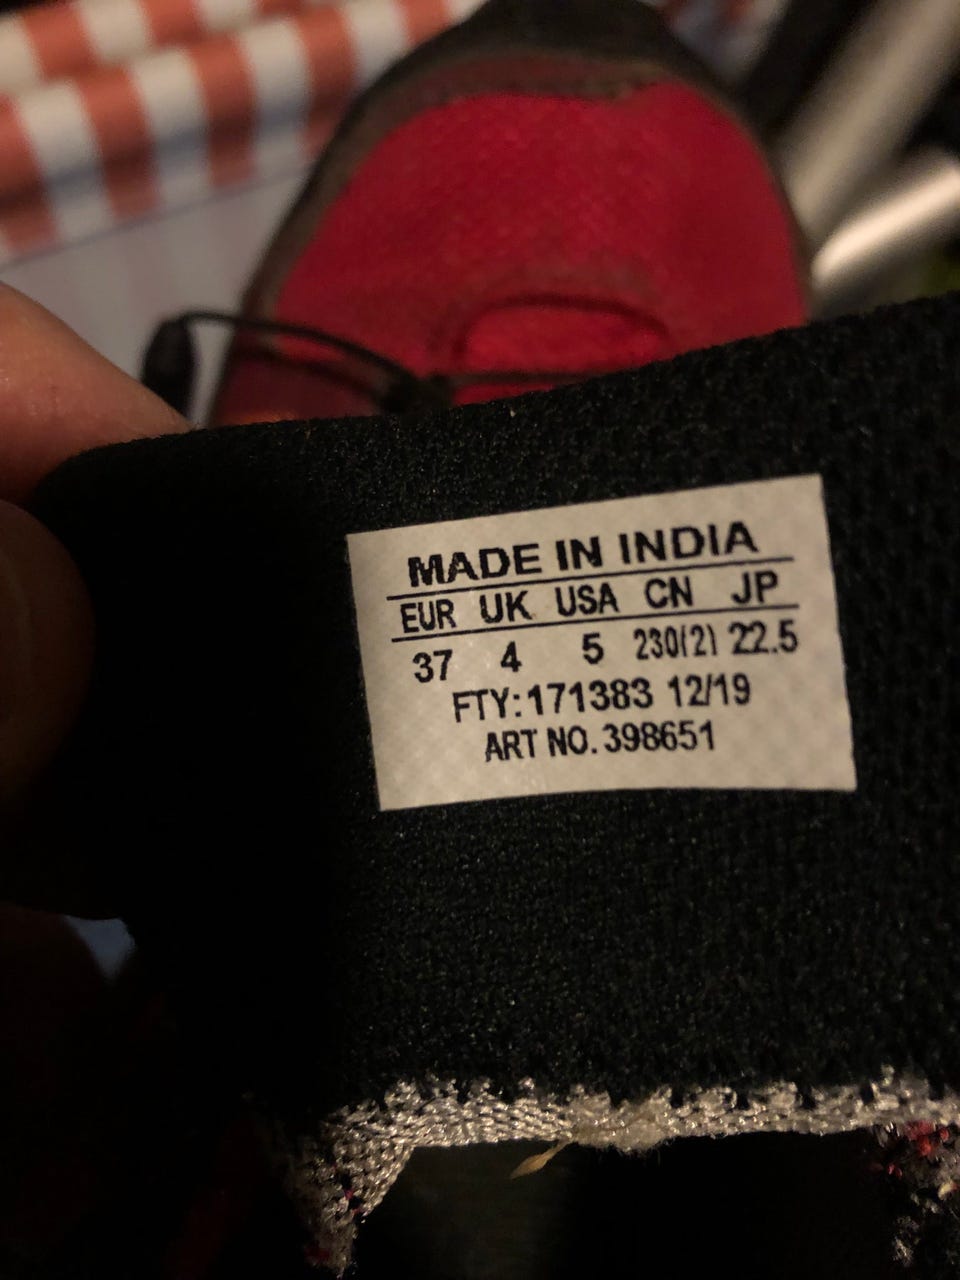 MADE IN INDIA
EUR UK USA CN JP
37 4 5 230(2) 22.5
FTY:171383 12/19
ART NO. 398651